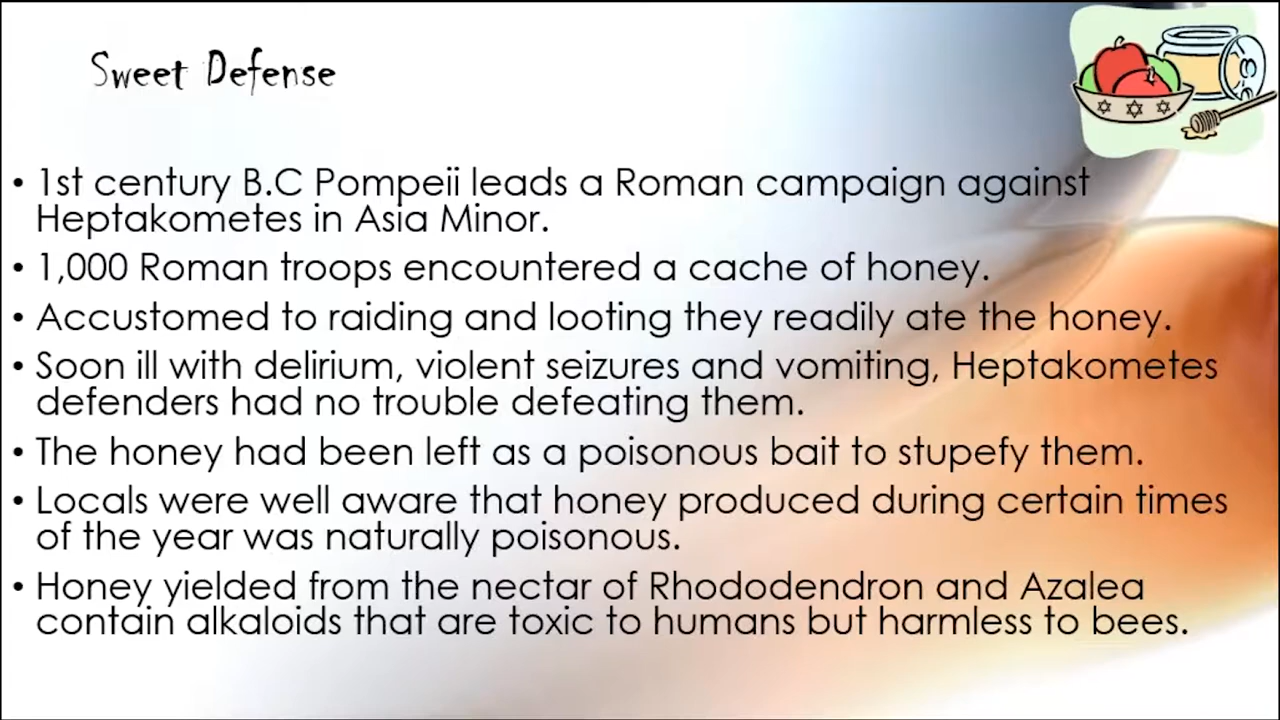 Sweet Defense
• 1st century B.C Pompeii leads a Roman campaign against
Heptakometes in Asia Minor.
• 1,000 Roman troops encountered a cache of honey.
• Accustomed to raiding and looting they readily ate the honey.
• Soon ill with delirium, violent seizures and vomiting, Heptakometes
defenders had no trouble defeating them.
• The honey had been left as a poisonous bait to stupefy them.
• Locals were well aware that honey produced during certain times
of the year was naturally poisonous.
• Honey yielded from the nectar of Rhododendron and Azalea
contain alkaloids that are toxic to humans but harmless to bees.